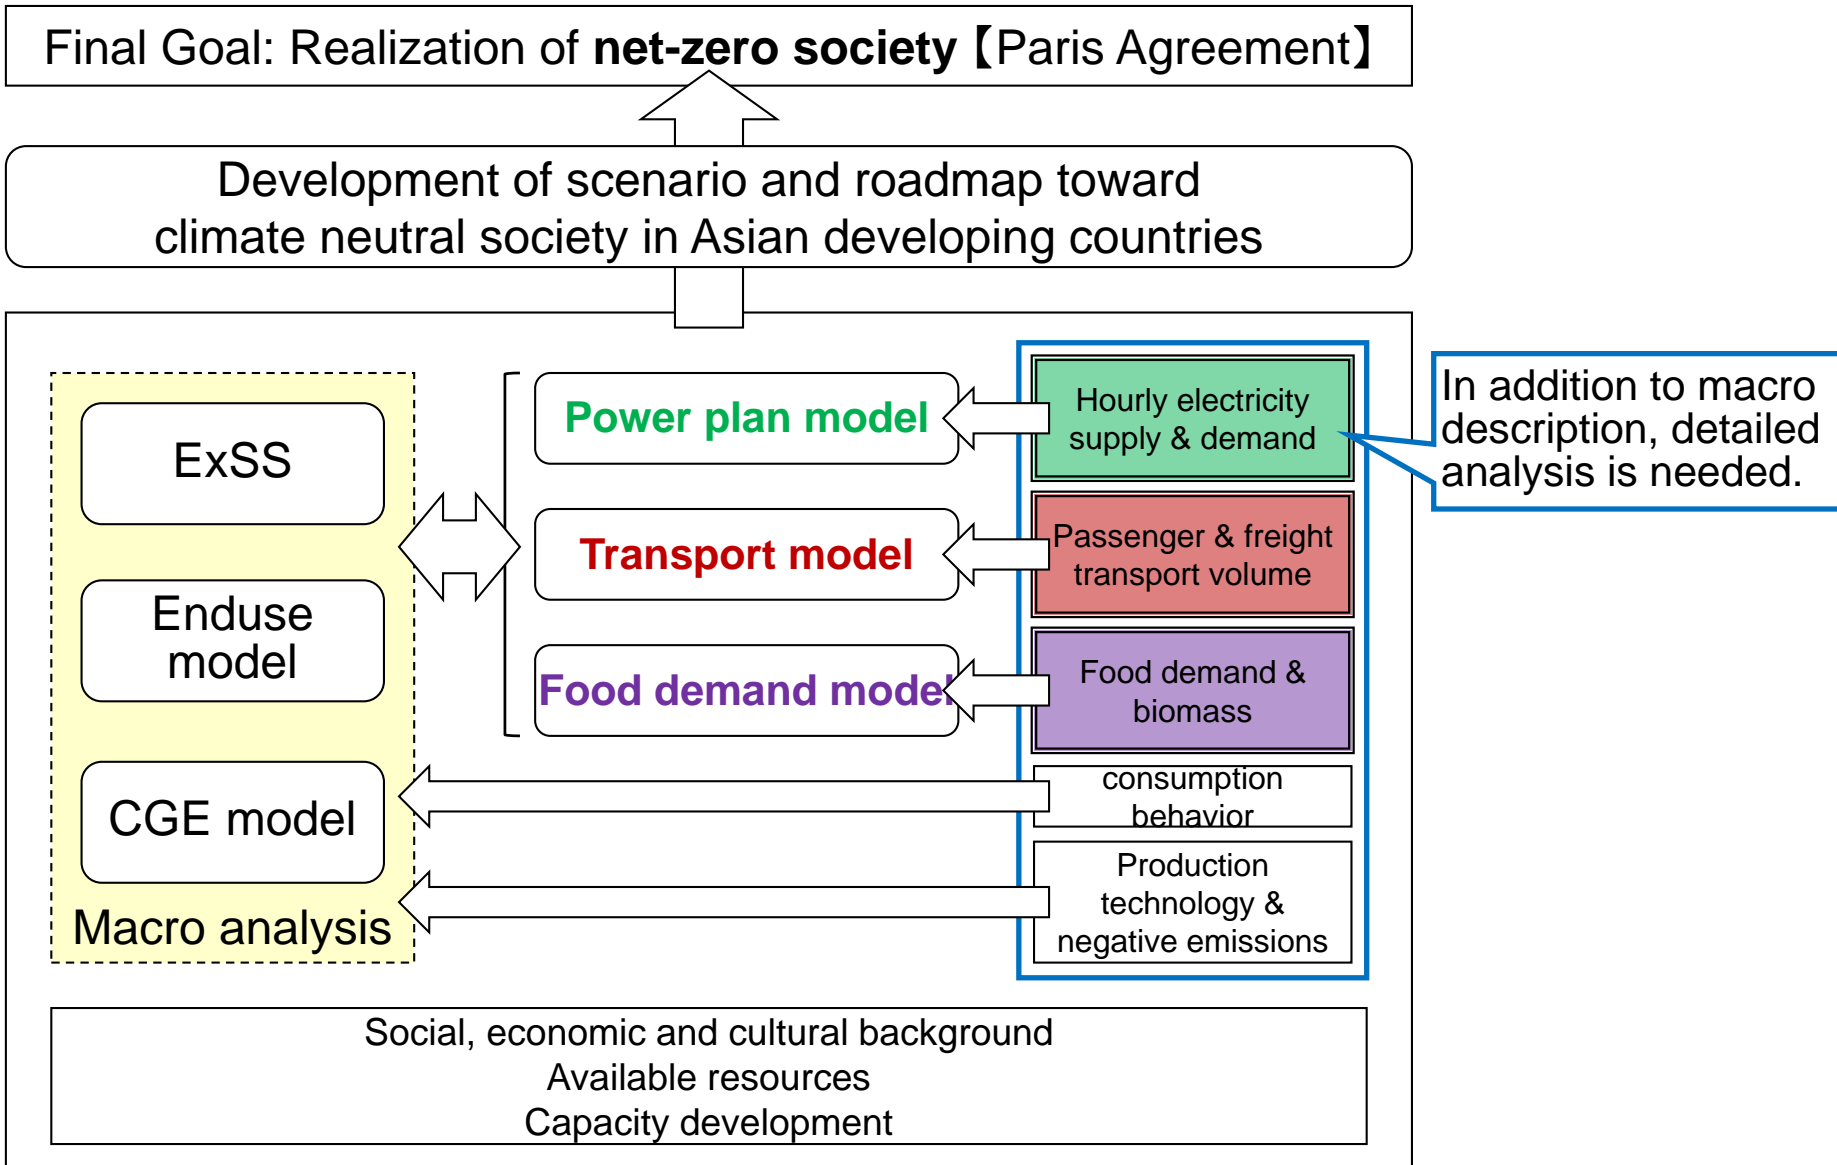 Final Goal: Realization of net-zero society【Paris Agreement】
Development of scenario and roadmap toward
climate neutral society in Asian developing countries
ExSS
Enduse
model
CGE model
Macro analysis
Power plan model
Transport model
Food demand model
Hourly electricity
supply & demand
Passenger & freight
transport volume
Food demand &
biomass
consumption
behavior
Production
technology &
negative emissions
In addition to macro
description, detailed
analysis is needed.
Social, economic and cultural background
Available resources
Capacity development